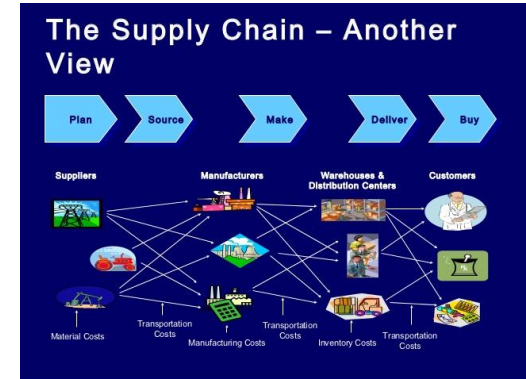 The Supply Chain – Another
View
Plan
Source
Make
Deliver
Buy
Suppliers
Manufacturers
Warehouses &
Distribution Centers
Customers
Material Costs
Transportation
Costs
Manufacturing Costs
Transportation
Costs
Inventory Costs
Transportation
Costs